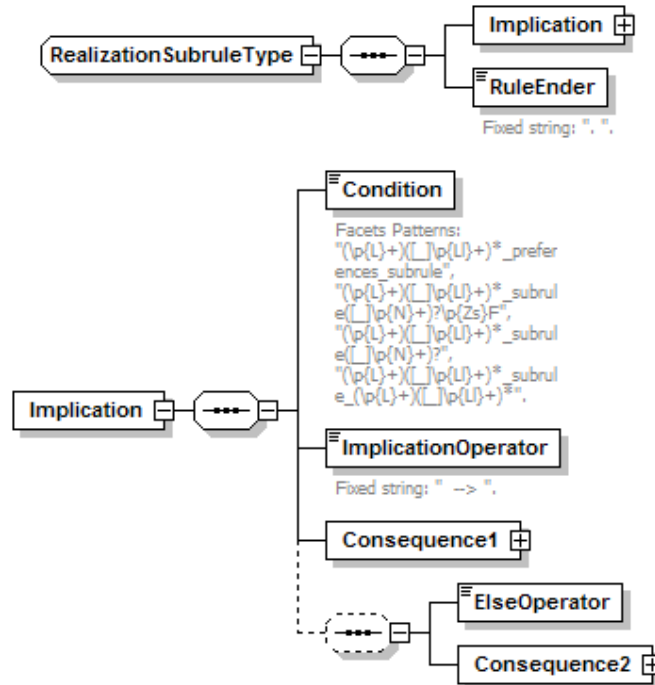 Implication
RealizationSubruleType
RuleEnder
Fixed string: ". ".
Condition
Facets Patterns:
"(\p{L}+)([_]\p{Ll}+)*_prefer
ences_subrule",
"(\p{L}+)([_]\p{Ll}+)*_subrul
e([_]\p{N}+)?\p{Zs}F",
"(\p{L}+)([_]\p{Ll}+)*_subrul
e([_]\p{N}+)?",
"(\p{L}+)([_]\p{Ll}+)*_subrul
e_(\p{L}+)([_]\p{Ll}+)*".
Implication
ImplicationOperator
Fixed string: "  --> ".
Consequence1
ElseOperator
Consequence2